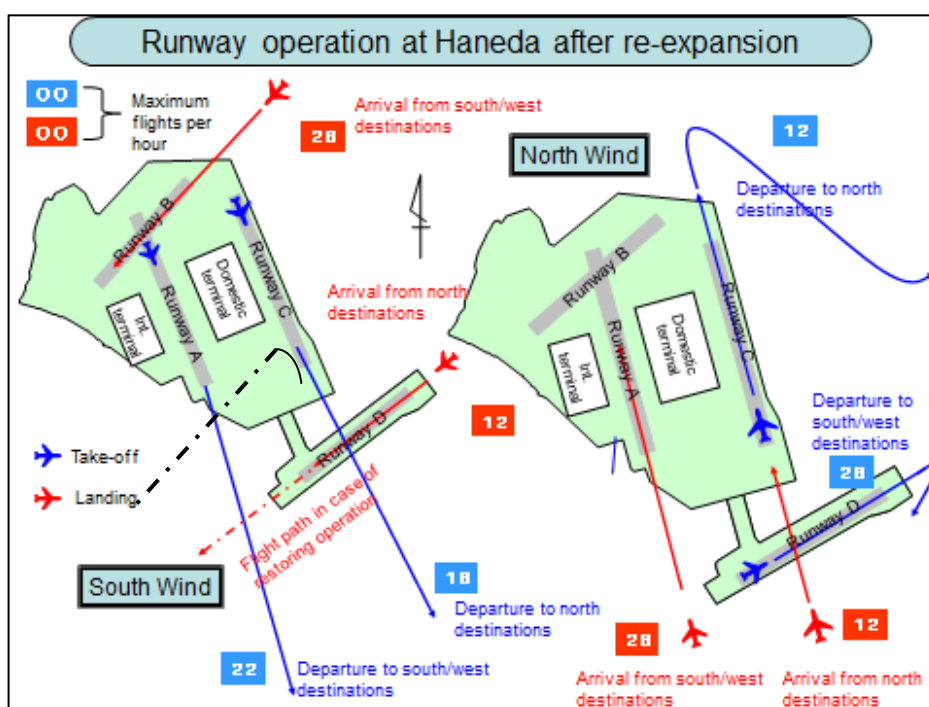 Runway operation at Haneda after re-expansion
00
00
Maximum
flights per
hour
28
Arrival from south/west
destinations
North Wind
12
Departure to north
destinations
Runway B
Runway A
Runway C
Domestic
terminal
Int.
terminal
Arrival from north
destinations
12
Runway D
Flight path in case of
restoring operation
Take-off
Landing
South Wind
18
Departure to north
destinations
22
Departure to south/west
destinations
Runway B
Runway A
Runway C
Domestic
terminal
Int.
terminal
Departure to
south/west
destinations
28
Runway D
28
Arrival from south/west
destinations
12
Arrival from north
destinations